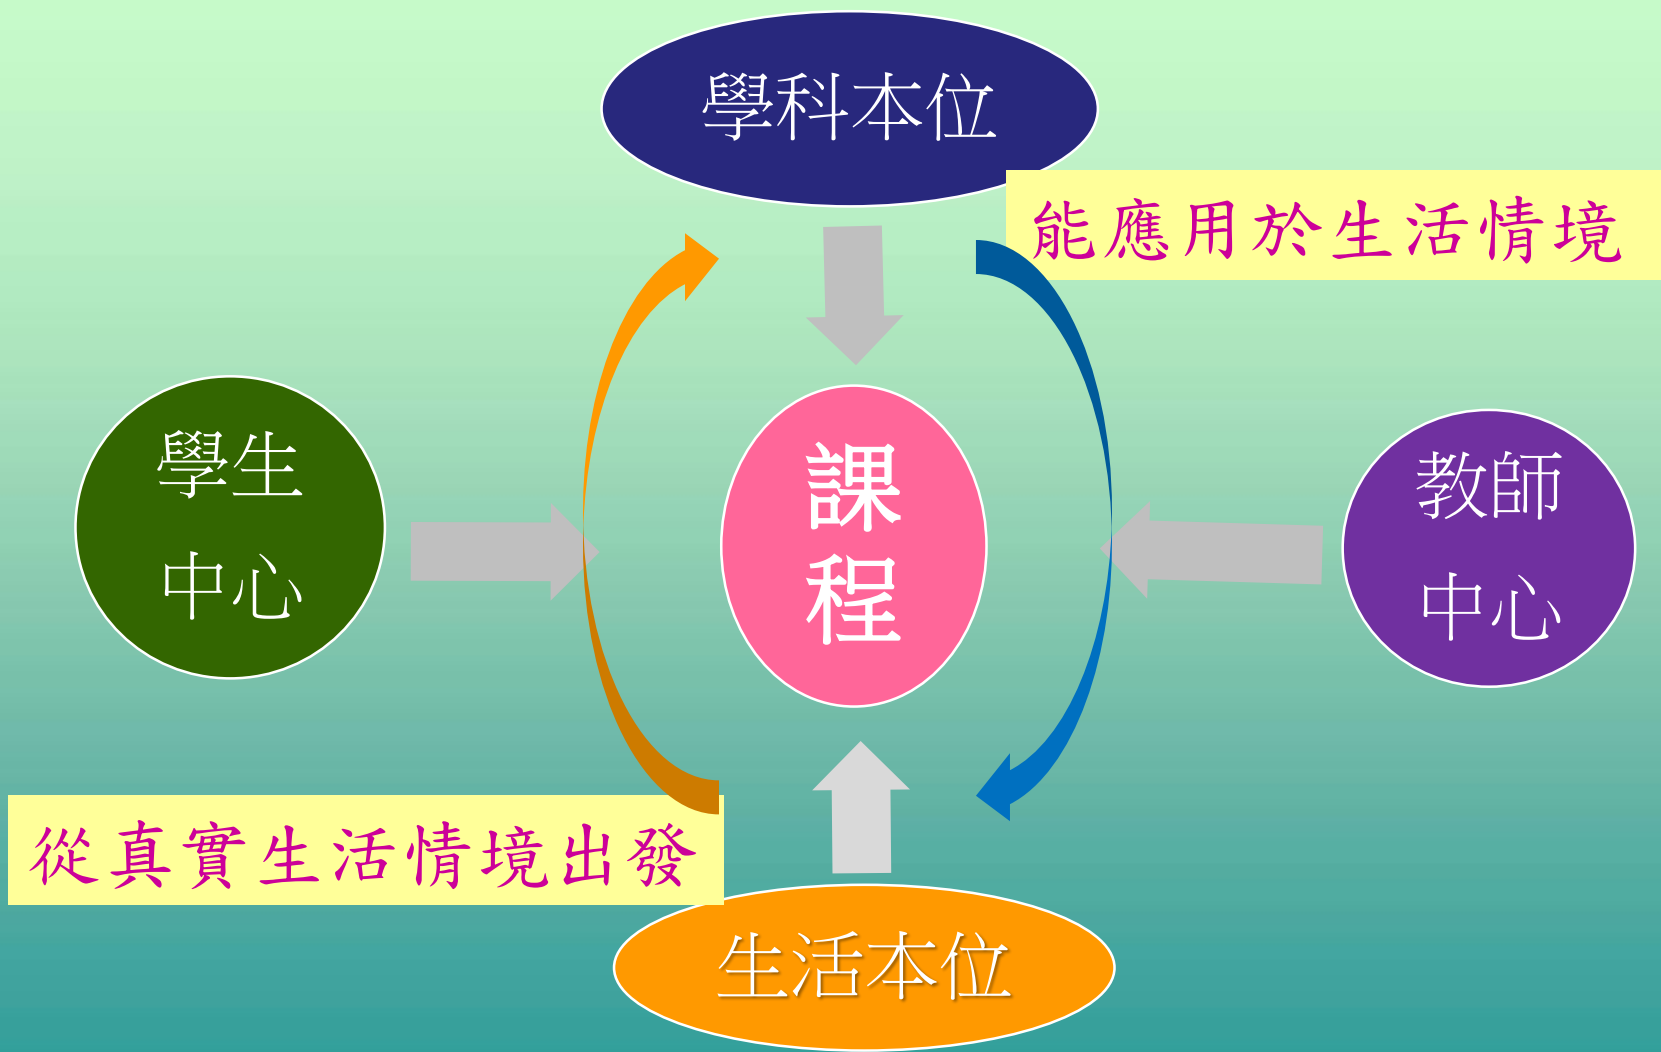 學科本位
能應用於生活情境
學生
中心
課
程
教師
中心
從真實生活情境出發
生活本位